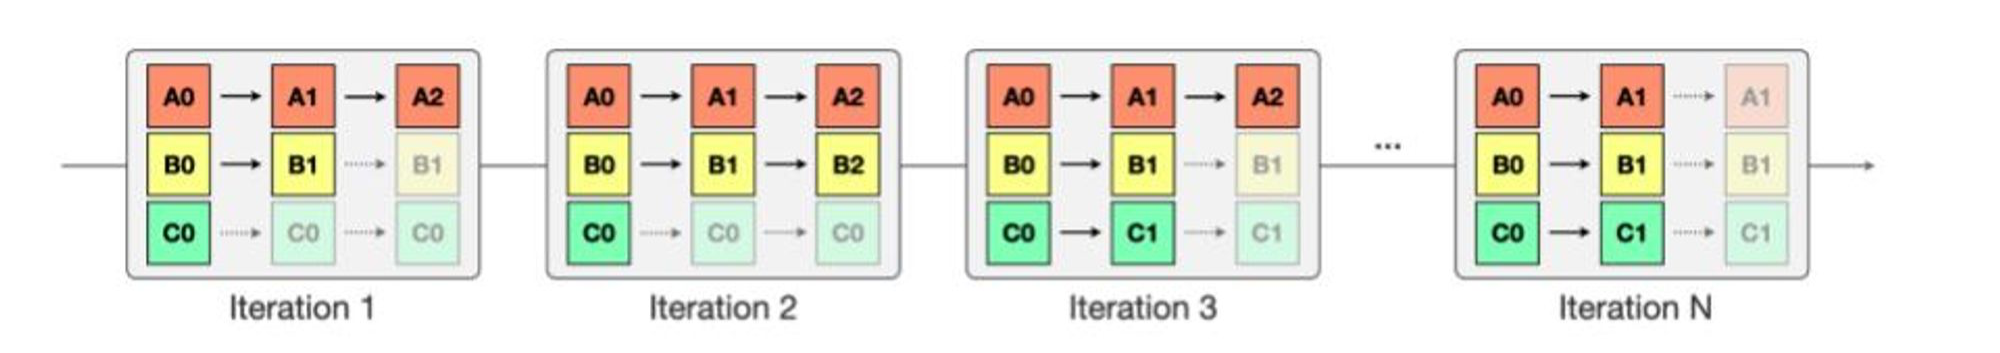 A0 A1 A2 A0 A1 A2 A0 A1 A2 A0 A1 A1
B0 B1 B1 B0 B1 B2 B0 B1 B1 ... B0 B1 B1
C0 C0 C0 C0 C0 C0 C0 C1 C1 C0 C1 C1
Iteration 1 Iteration 2 Iteration 3 Iteration N